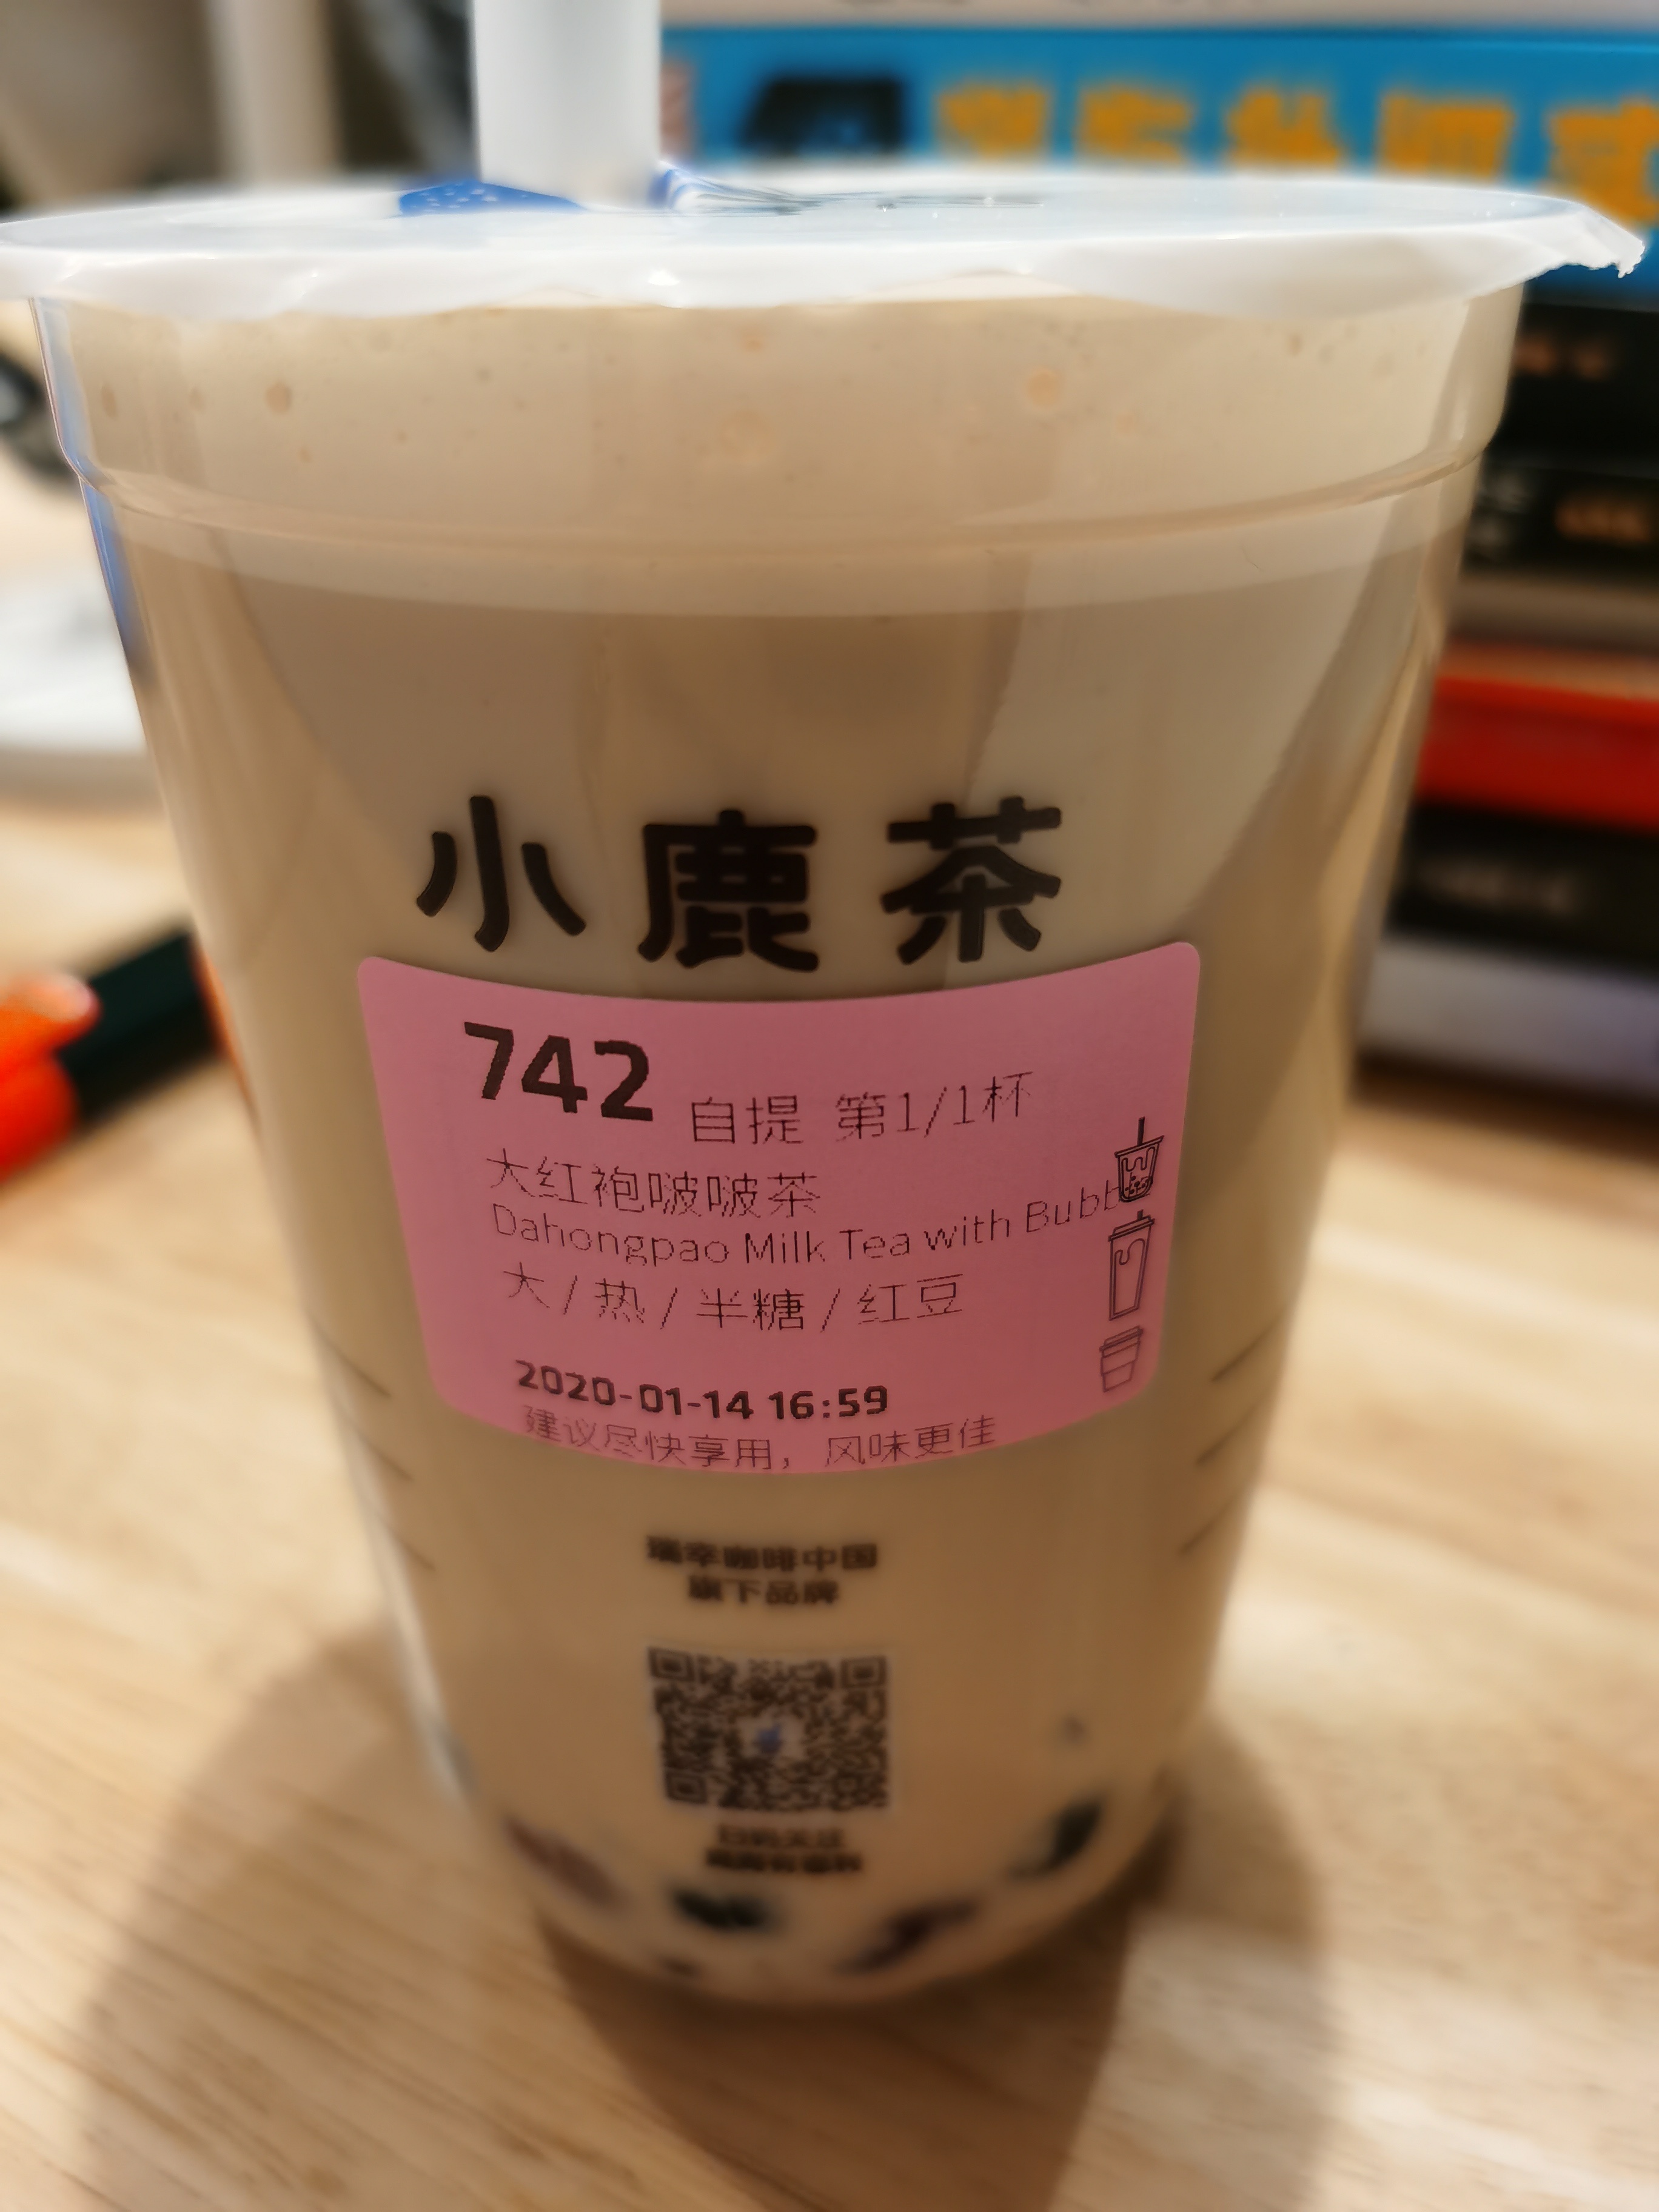 小鹿茶
742 自提 第1/1杯
大红袍啵啵茶
Dahongpao Milk Tea with Bubb
大/热/半糖/红豆
2020-01-14 16:59
建议尽快享用，风味更佳
瑞幸咖啡中国
旗下品牌